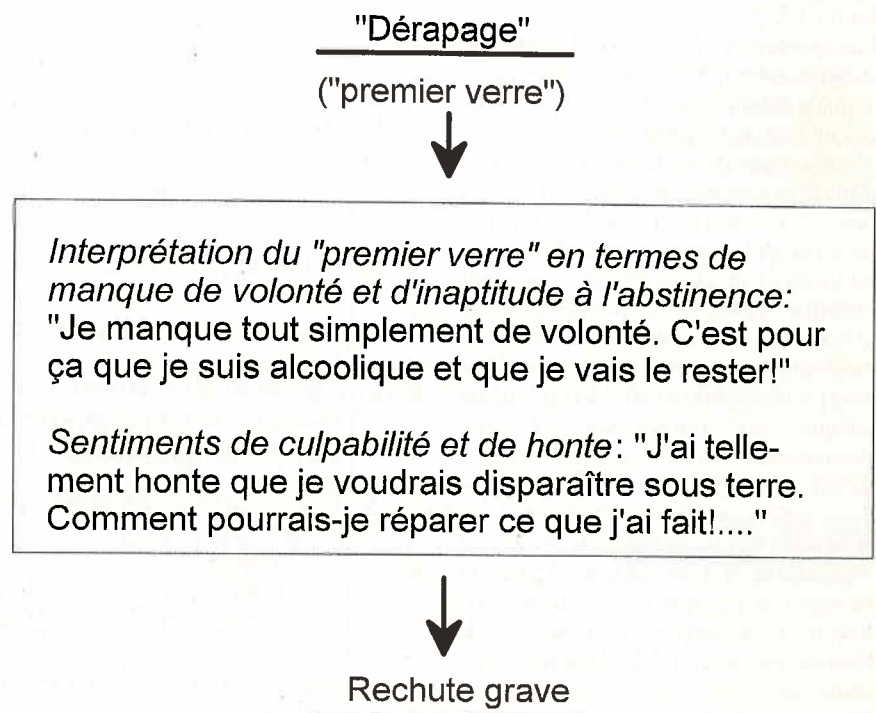 "Dérapage"
("premier verre")
Interprétation du "premier verre" en termes de
manque de volonté et d'inaptitude à l'abstinence:
"Je manque tout simplement de volonté. C'est pour
ça que je suis alcoolique et que je vais le rester!"
Sentiments de culpabilité et de honte: "J'ai telle-
ment honte que je voudrais disparaître sous terre.
Comment pourrais-je réparer ce que j'ai fait!...."
Rechute grave